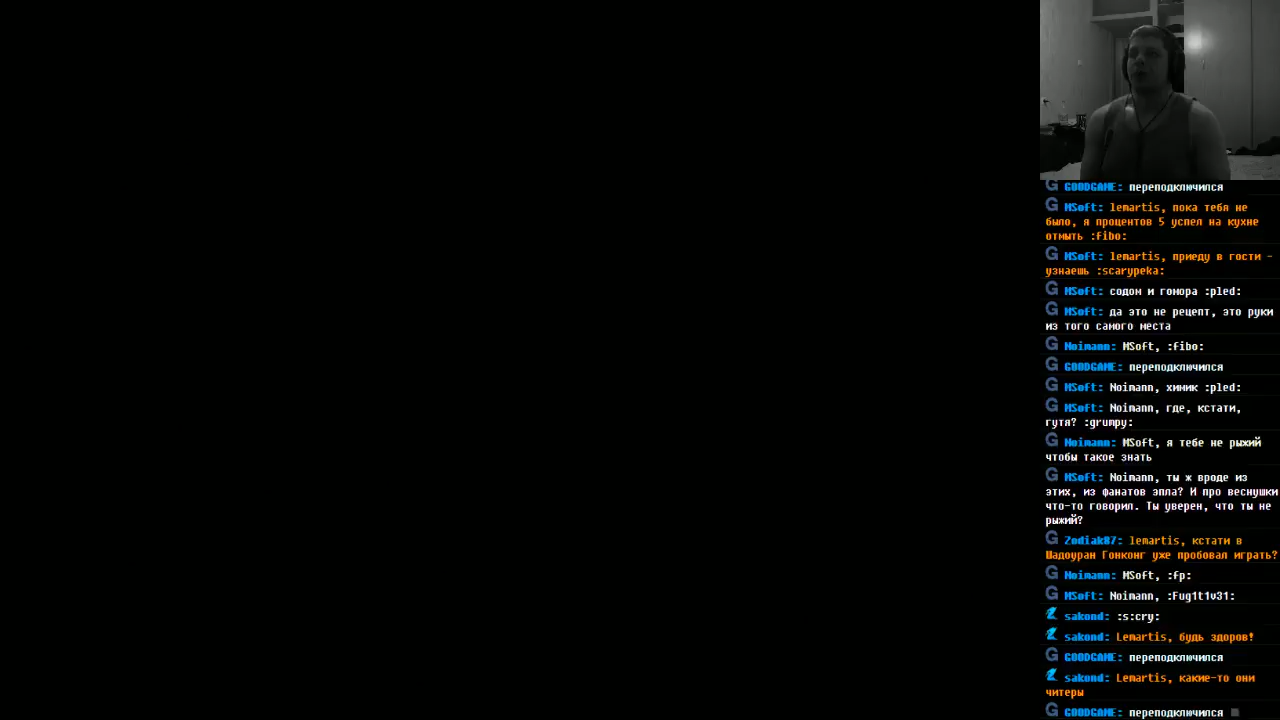 GOODGAME: переподключился
MSoft: lemartis, пока тебя не
было, я процентов 5 успел на кухне
отмыть :fibo:
MSoft: lemartis, приеду в гости -
узнаешь :scarypeka:
MSoft: содом и гомора :pled:
MSoft: да это не рецепт, это руки
из того самого места
Noimann: MSoft, :fibo:
GOODGAME: переподключился
MSoft: Noimann, химик :pled:
MSoft: Noimann, где, кстати,
гутя? :grumpy:
Noimann: MSoft, я тебе не рыжий
чтобы такое знать
MSoft: Noimann, ты ж вроде из
этих, из фанатов эпла? И про веснушки
что-то говорил. Ты уверен, что ты не
рыжий?
Zodiak87: lemartis, кстати в
Шадоуран Гонконг уже пробовал играть?
Noimann: MSoft, :fp:
MSoft: Noimann, :Fug1t1v31:
sakond: :s:cry:
sakond: Lemartis, будь здоров!
GOODGAME: переподключился
sakond: Lemartis, какие-то они
читеры
GOODGAME: переподключился